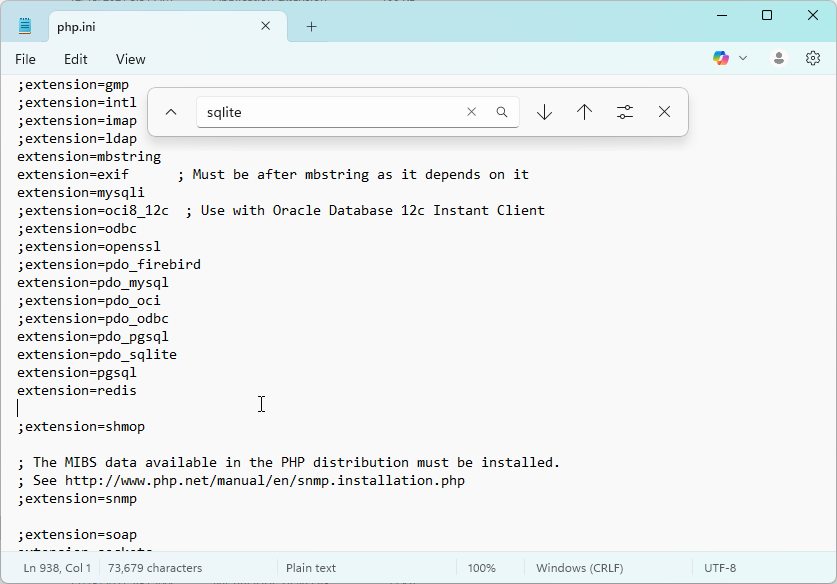 php.ini
File Edit View
;extension=gmp
;extension=intl
sqlite
;extension=imap
;extension=ldap
extension=mbstring
extension=exif      ; Must be after mbstring as it depends on it
extension=mysqli
;extension=oci8_12c  ; Use with Oracle Database 12c Instant Client
;extension=odbc
;extension=openssl
;extension=pdo_firebird
extension=pdo_mysql
;extension=pdo_oci
;extension=pdo_odbc
extension=pdo_pgsql
extension=pdo_sqlite
extension=pgsql
extension=redis
;extension=shmop
; The MIBS data available in the PHP distribution must be installed.
; See http://www.php.net/manual/en/snmp.installation.php
;extension=snmp
;extension=soap
Ln 938, Col 1 73,679 characters Plain text 100% Windows (CRLF) UTF-8